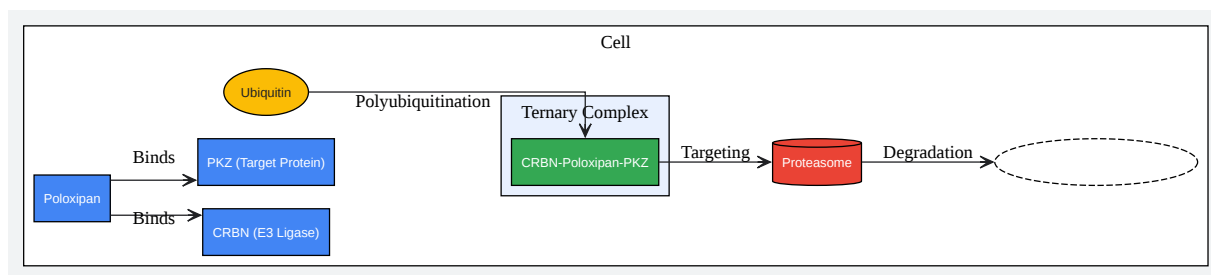 Cell
Ubiquitin
Polyubiquitination
Ternary Complex
Binds
PKZ (Target Protein)
CRBN-Poloxipan-PKZ
Targeting
Proteasome
Degradation
Poloxipan
Binds
CRBN (E3 Ligase)